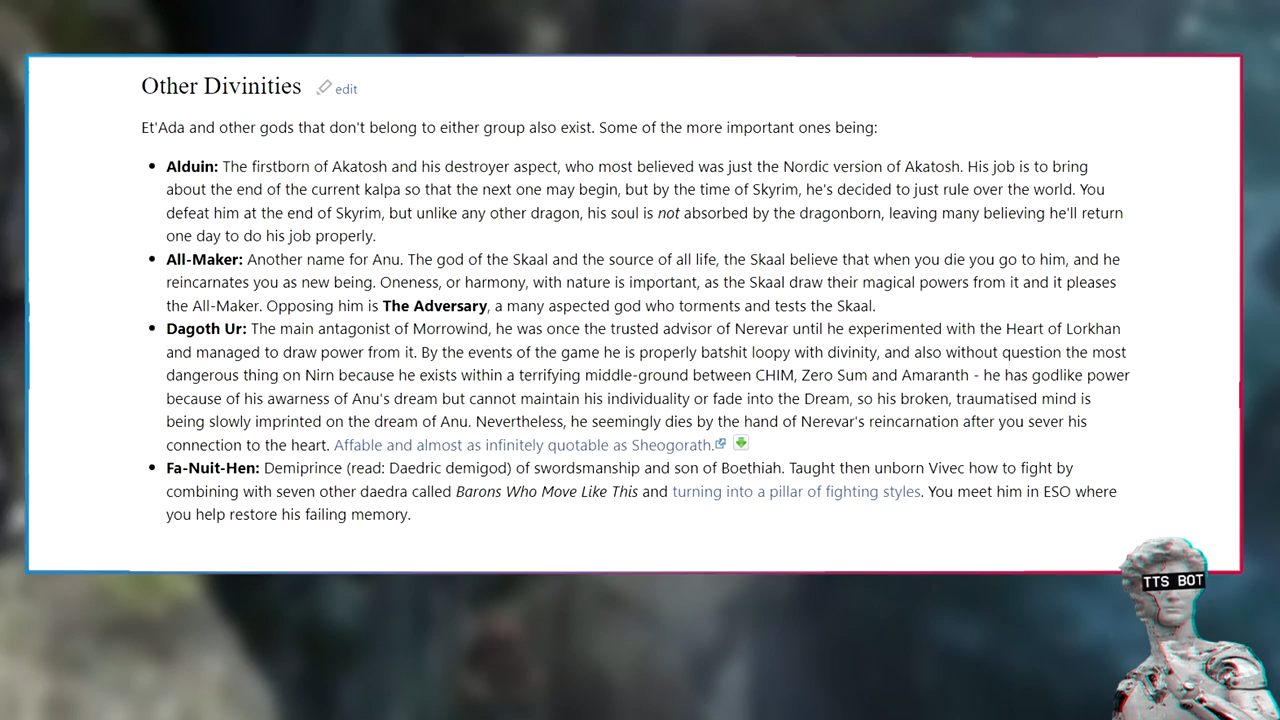 Other Divinities edit
Et'Ada and other gods that don't belong to either group also exist. Some of the more important ones being:
• Alduin: The firstborn of Akatosh and his destroyer aspect, who most believed was just the Nordic version of Akatosh. His job is to bring
about the end of the current kalpa so that the next one may begin, but by the time of Skyrim, he's decided to just rule over the world. You
defeat him at the end of Skyrim, but unlike any other dragon, his soul is not absorbed by the dragonborn, leaving many believing he'll return
one day to do his job properly.
• All-Maker: Another name for Anu. The god of the Skaal and the source of all life, the Skaal believe that when you die you go to him, and he
reincarnates you as new being. Oneness, or harmony, with nature is important, as the Skaal draw their magical powers from it and it pleases
the All-Maker. Opposing him is The Adversary, a many aspected god who torments and tests the Skaal.
• Dagoth Ur: The main antagonist of Morrowind, he was once the trusted advisor of Nerevar until he experimented with the Heart of Lorkhan
and managed to draw power from it. By the events of the game he is properly batshit loopy with divinity, and also without question the most
dangerous thing on Nirn because he exists within a terrifying middle-ground between CHIM, Zero Sum and Amaranth - he has godlike power
because of his awarness of Anu's dream but cannot maintain his individuality or fade into the Dream, so his broken, traumatised mind is
being slowly imprinted on the dream of Anu. Nevertheless, he seemingly dies by the hand of Nerevar's reincarnation after you sever his
connection to the heart. Affable and almost as infinitely quotable as Sheogorath.
• Fa-Nuit-Hen: Demiprince (read: Daedric demigod) of swordsmanship and son of Boethiah. Taught then unborn Vivec how to fight by
combining with seven other daedra called Barons Who Move Like This and turning into a pillar of fighting styles. You meet him in ESO where
you help restore his failing memory.
TTS BOT